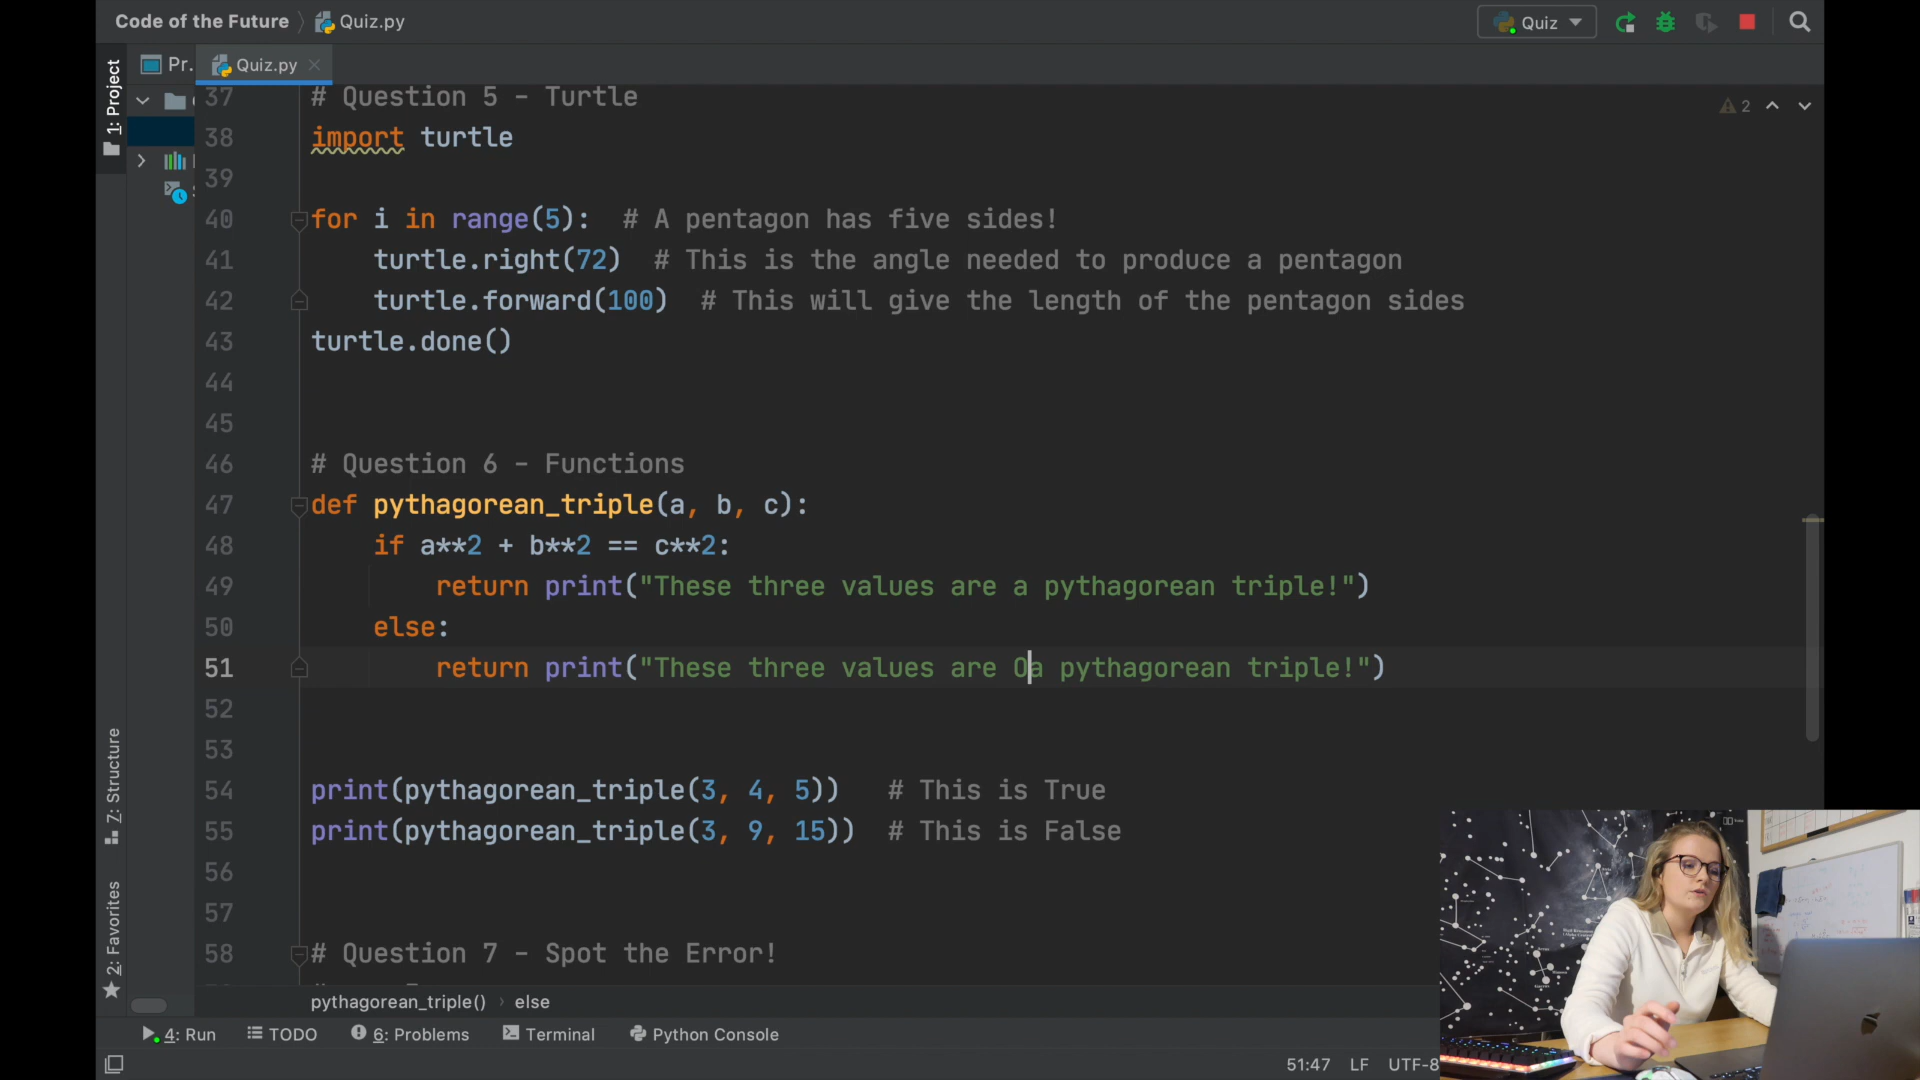 Code of the Future 〉 Quiz.py
Quiz
1: Project
Pr.
Quiz.py
2
37 # Question 5 - Turtle
38 import turtle
39
40 for i in range(5):  # A pentagon has five sides!
41     turtle.right(72)  # This is the angle needed to produce a pentagon
42     turtle.forward(100)  # This will give the length of the pentagon sides
43 turtle.done()
44
45
46 # Question 6 - Functions
47 def pythagorean_triple(a, b, c):
48     if a**2 + b**2 == c**2:
49         return print("These three values are a pythagorean triple!")
50     else:
51         return print("These three values are Oa pythagorean triple!")
52
53
54 print(pythagorean_triple(3, 4, 5))   # This is True
55 print(pythagorean_triple(3, 9, 15))  # This is False
56
57
58 # Question 7 - Spot the Error!
7: Structure
2: Favorites
pythagorean_triple() › else
4: Run TODO 6: Problems Terminal Python Console
51:47 LF UTF-8